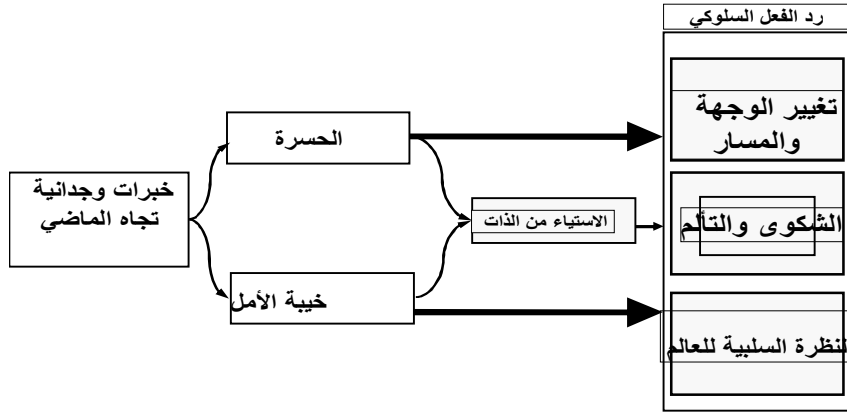 رد الفعل السلوكي
تغيير الوجهة
والمسار
الحسرة
خبرات وجدانية
تجاه الماضي
الاستياء من الذات
الشكوى والتألم
خيبة الأمل
لنظرة السلبية للعالم